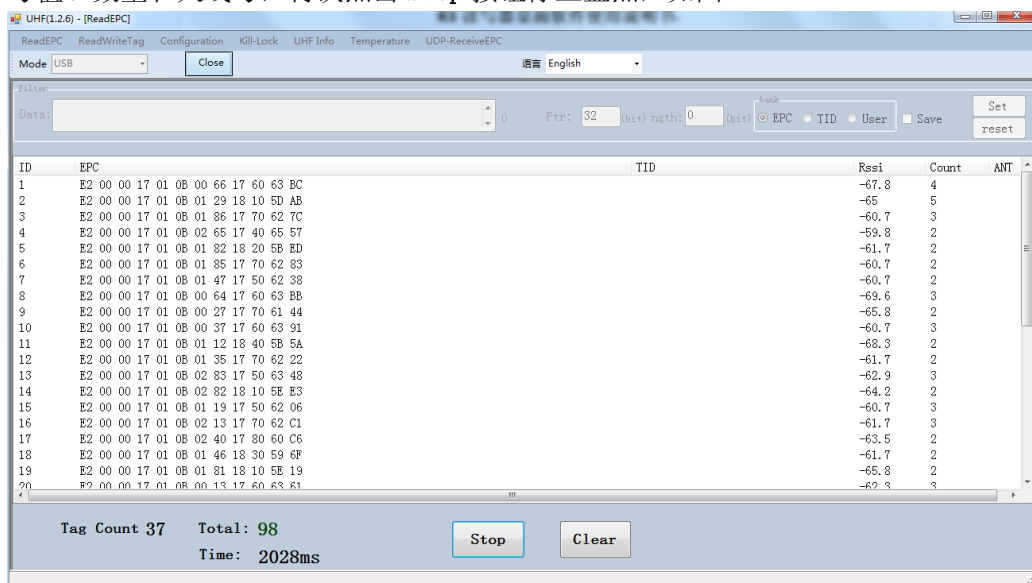 UHF(1.2.6) - [ReadEPC]
ReadEPC ReadWriteTag Configuration Kill-Lock UHF Info Temperature UDP-ReceiveEPC
Mode USB Close 语言 English
Filter
Data: 0 Ptr: 32 (bit) ngth: 0 (bit) bank EPC TID User Save Set
reset
ID EPC TID Rssi Count ANT
1 E2 00 00 17 01 0B 00 66 17 60 63 BC -67.8 4
2 E2 00 00 17 01 0B 01 29 18 10 5D AB -65 5
3 E2 00 00 17 01 0B 01 86 17 70 62 7C -60.7 3
4 E2 00 00 17 01 0B 02 65 17 40 65 57 -59.8 2
5 E2 00 00 17 01 0B 01 82 18 20 5B ED -61.7 2
6 E2 00 00 17 01 0B 01 85 17 70 62 83 -60.7 2
7 E2 00 00 17 01 0B 01 47 17 50 62 38 -60.7 2
8 E2 00 00 17 01 0B 00 64 17 60 63 BB -69.6 3
9 E2 00 00 17 01 0B 00 27 17 70 61 44 -65.8 2
10 E2 00 00 17 01 0B 00 37 17 60 63 91 -60.7 3
11 E2 00 00 17 01 0B 01 12 18 40 5B 5A -68.3 2
12 E2 00 00 17 01 0B 01 35 17 70 62 22 -61.7 2
13 E2 00 00 17 01 0B 02 83 17 50 63 48 -62.9 3
14 E2 00 00 17 01 0B 02 82 18 10 5E E3 -64.2 2
15 E2 00 00 17 01 0B 01 19 17 50 62 06 -60.7 3
16 E2 00 00 17 01 0B 02 13 17 70 62 C1 -61.7 3
17 E2 00 00 17 01 0B 02 40 17 80 60 C6 -63.5 2
18 E2 00 00 17 01 0B 01 46 18 30 59 6F -61.7 2
19 E2 00 00 17 01 0B 01 81 18 10 5E 19 -65.8 2
20 E2 00 00 17 01 0B 00 13 17 60 63 61 -62.3 3
Tag Count 37 Total: 98 Stop Clear
Time: 2028ms